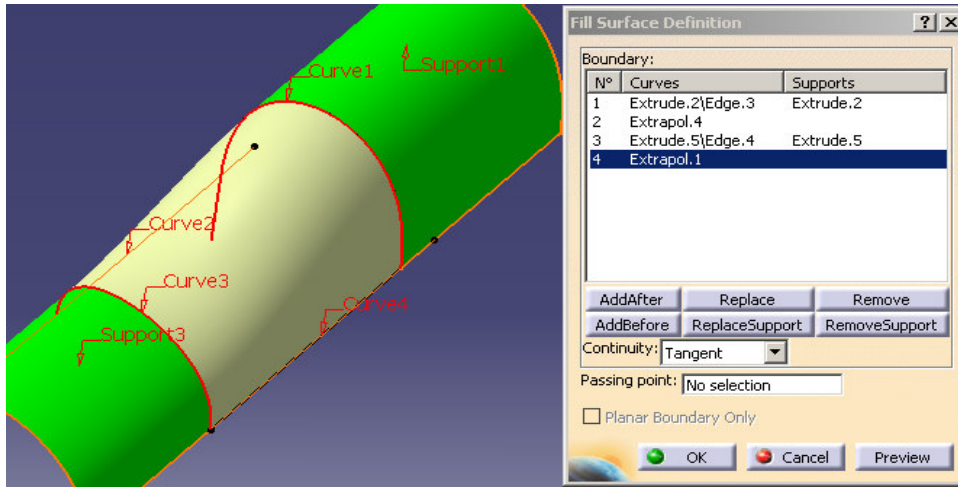 Curve1
Support1
Curve2
Curve3
Curve4
Support3
Fill Surface Definition
Boundary:
N° Curves Supports
1 Extrude.2\Edge.3 Extrude.2
2 Extrapol.4
3 Extrude.5\Edge.4 Extrude.5
4 Extrapol.1
AddAfter Replace Remove
AddBefore ReplaceSupport RemoveSupport
Continuity: Tangent
Passing point: No selection
Planar Boundary Only
OK Cancel Preview